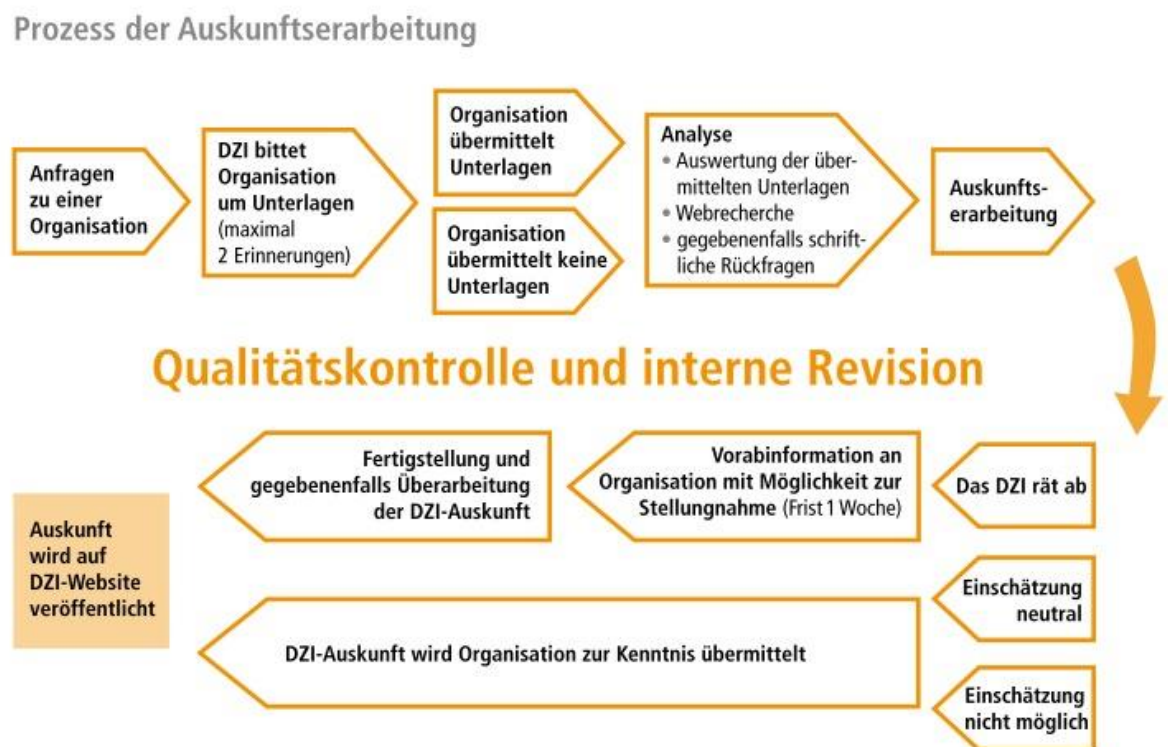 Prozess der Auskunftserarbeitung
Anfragen
zu einer
Organisation
DZI bittet
Organisation
um Unterlagen
(maximal
2 Erinnerungen)
Organisation
übermittelt
Unterlagen
Organisation
übermittelt keine
Unterlagen
Analyse
• Auswertung der über-
mittelten Unterlagen
• Webrecherche
• gegebenenfalls schrift-
liche Rückfragen
Auskunfts-
erarbeitung
Qualitätskontrolle und interne Revision
Das DZI rät ab
Vorabinformation an
Organisation mit Möglichkeit zur
Stellungnahme (Frist 1 Woche)
Fertigstellung und
gegebenenfalls Überarbeitung
der DZI-Auskunft
Einschätzung
neutral
Einschätzung
nicht möglich
DZI-Auskunft wird Organisation zur Kenntnis übermittelt
Auskunft
wird auf
DZI-Website
veröffentlicht